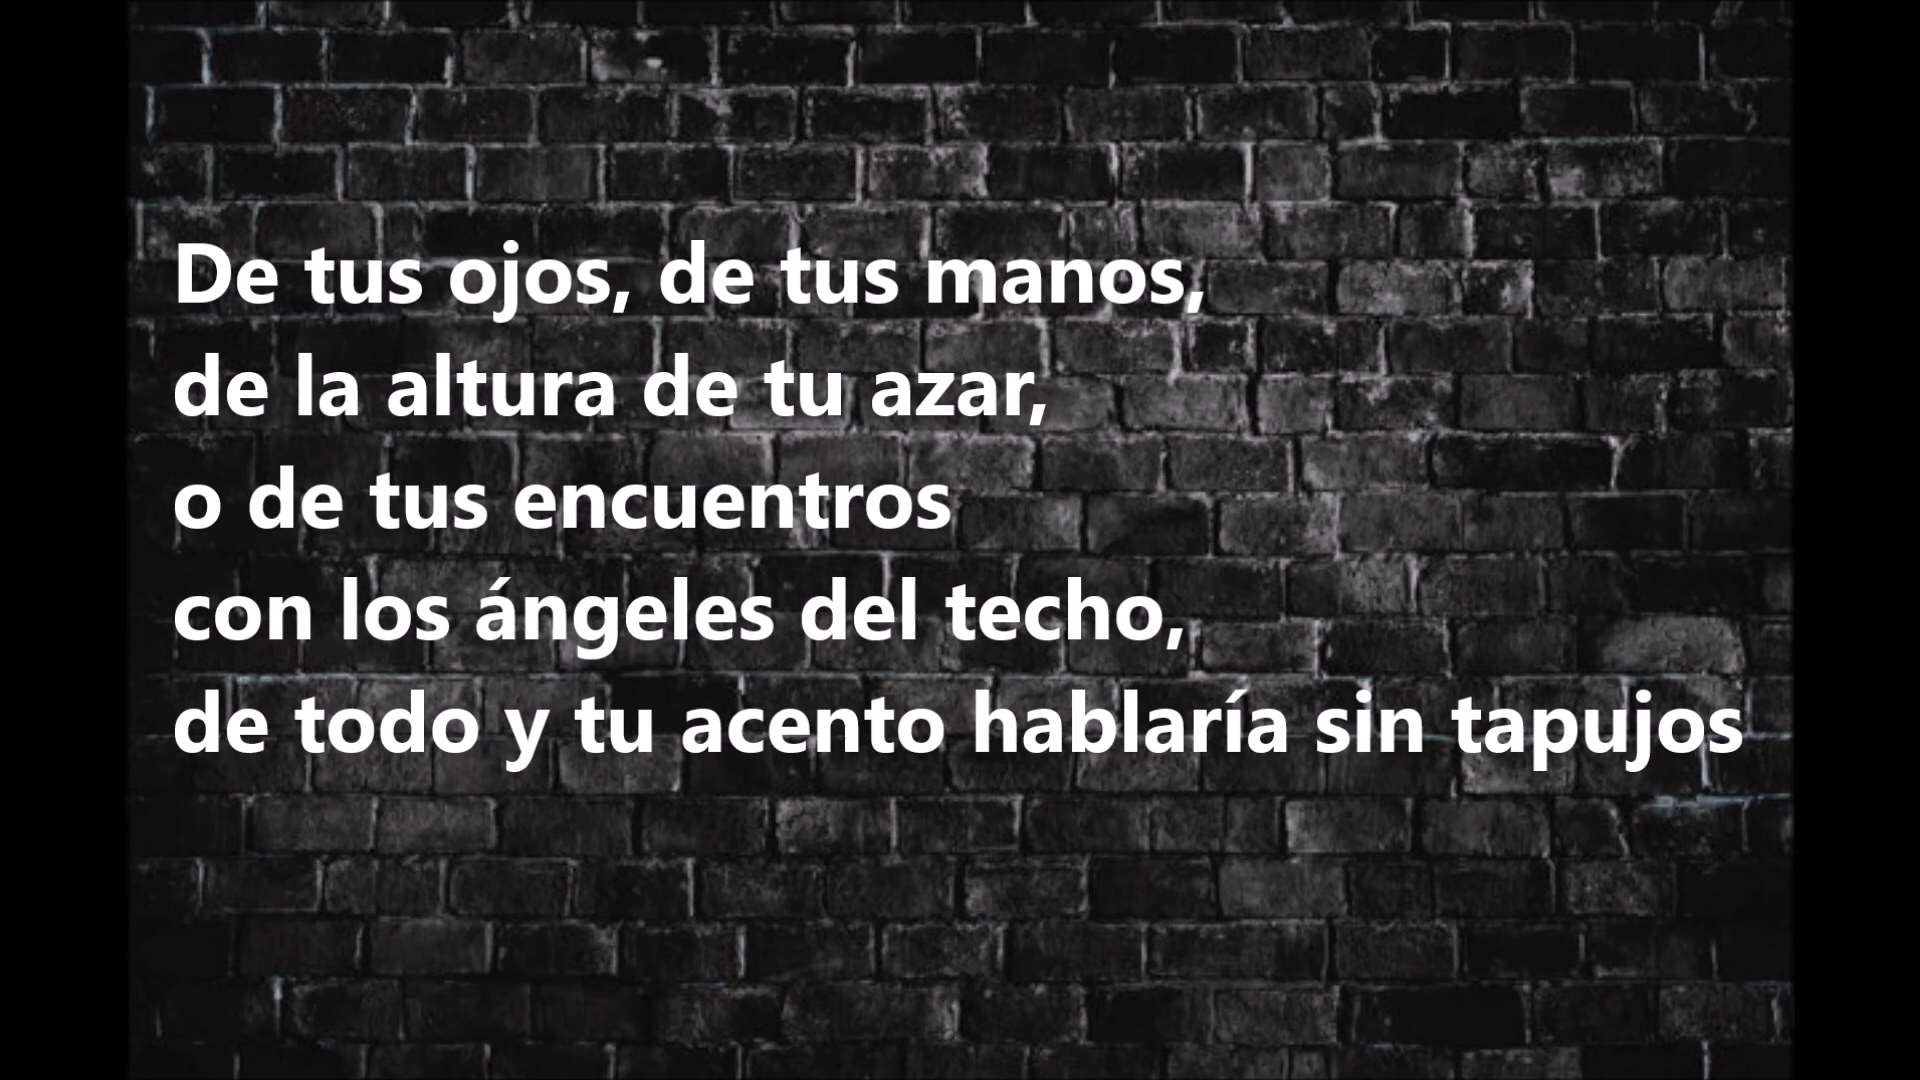 De tus ojos, de tus manos,
de la altura de tu azar,
o de tus encuentros
con los ángeles del techo,
de todo y tu acento hablaría sin tapujos